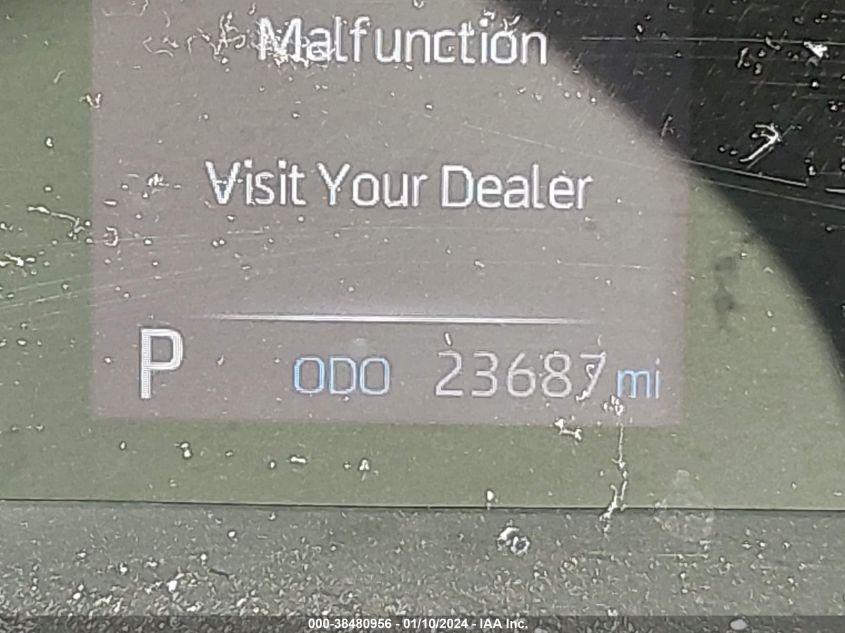 Malfunction
Visit Your Dealer
P ODO 23687 mi
000-38480956 - 01/10/2024 - IAA Inc.